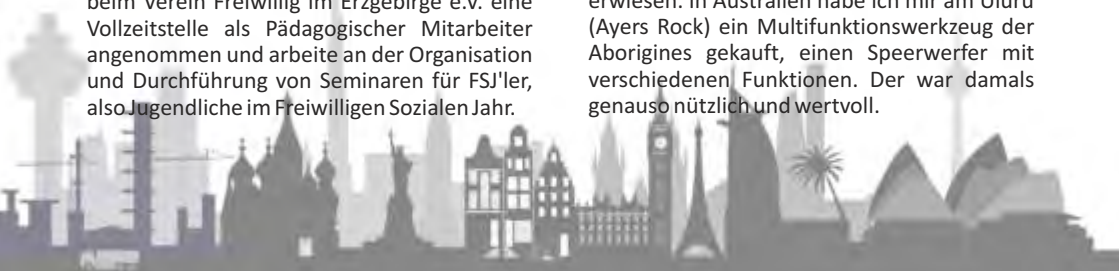 beim Verein Freiwillig im Erzgebirge e.V. eine
Vollzeitstelle als Pädagogischer Mitarbeiter
angenommen und arbeite an der Organisation
und Durchführung von Seminaren für FSJ'ler,
also Jugendliche im Freiwilligen Sozialen Jahr.
erwiesen. In Australien habe ich mir am Uluru
(Ayers Rock) ein Multifunktionswerkzeug der
Aborigines gekauft, einen Speerwerfer mit
verschiedenen Funktionen. Der war damals
genauso nützlich und wertvoll.